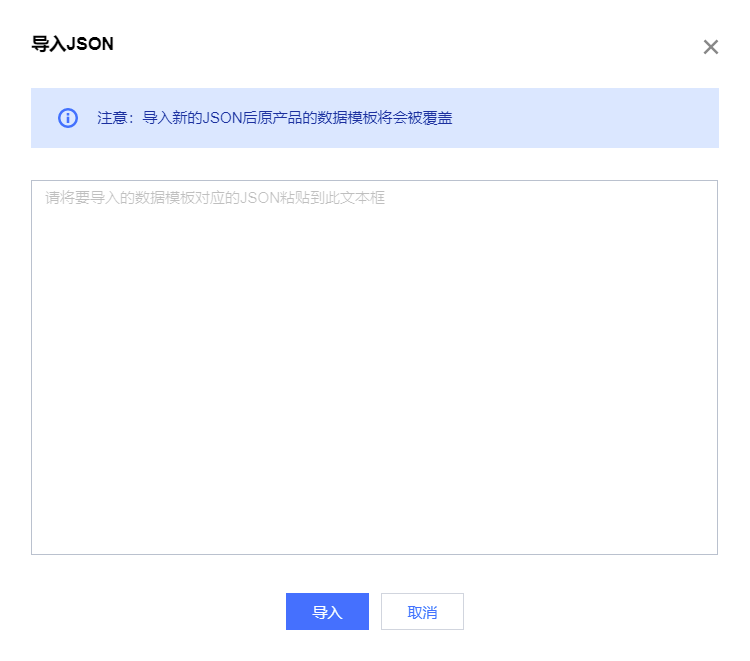 导入JSON
注意：导入新的JSON后原产品的数据模板将会被覆盖
请将要导入的数据模板对应的JSON粘贴到此文本框
导入
取消